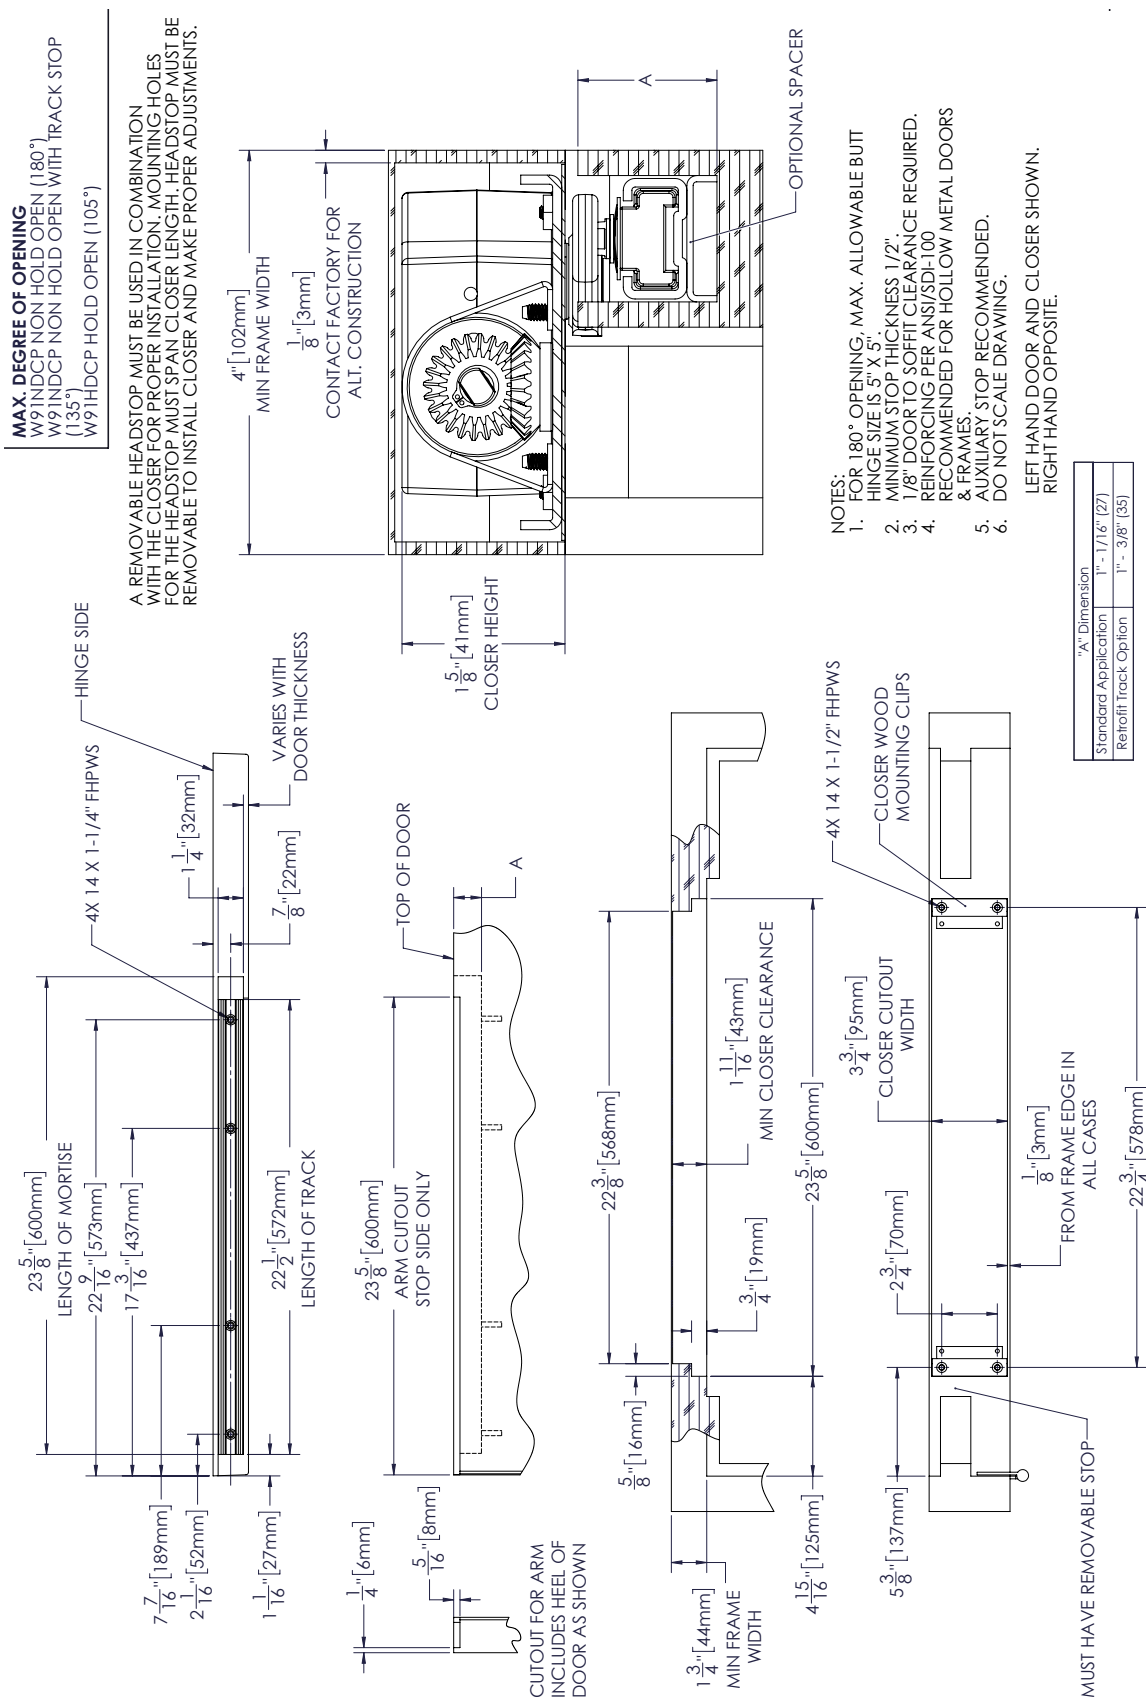 MAX. DEGREE OF OPENING
W91NDCP NON HOLD OPEN (180°)
W91NDCP NON HOLD OPEN WITH TRACK STOP
(135°)
W91HDCP HOLD OPEN (105°)
A REMOVABLE HEADSTOP MUST BE USED IN COMBINATION
WITH THE CLOSER FOR PROPER INSTALLATION. MOUNTING HOLES
FOR THE HEADSTOP MUST SPAN CLOSER LENGTH. HEADSTOP MUST BE
REMOVABLE TO INSTALL CLOSER AND MAKE PROPER ADJUSTMENTS.
23 5/8" [600mm]
LENGTH OF MORTISE
22 9/16" [573mm]
17 3/16" [437mm]
7 7/16" [189mm]
2 1/16" [52mm]
1 1/16" [27mm]
22 1/2" [572mm]
LENGTH OF TRACK
4X 14 X 1-1/4" FHPWS
HINGE SIDE
1 1/4" [32mm]
7/8" [22mm]
VARIES WITH
DOOR THICKNESS
4" [102mm]
MIN FRAME WIDTH
1/8" [3mm]
CONTACT FACTORY FOR
ALT. CONSTRUCTION
1 5/8" [41mm]
CLOSER HEIGHT
A
OPTIONAL SPACER
1/4" [6mm]
5/16" [8mm]
CUTOUT FOR ARM
INCLUDES HEEL OF
DOOR AS SHOWN
23 5/8" [600mm]
ARM CUTOUT
STOP SIDE ONLY
TOP OF DOOR
A
22 3/8" [568mm]
5/8" [16mm]
3/4" [19mm]
1 11/16" [43mm]
MIN CLOSER CLEARANCE
23 5/8" [600mm]
4 15/16" [125mm]
1 3/4" [44mm]
MIN FRAME
WIDTH
5 3/8" [137mm]
2 3/4" [70mm]
3 3/4" [95mm]
CLOSER CUTOUT
WIDTH
4X 14 X 1-1/2" FHPWS
CLOSER WOOD
MOUNTING CLIPS
1/8" [3mm]
FROM FRAME EDGE IN
ALL CASES
22 3/4" [578mm]
MUST HAVE REMOVABLE STOP
NOTES:
1. FOR 180° OPENING, MAX. ALLOWABLE BUTT
HINGE SIZE IS 5" X 5".
2. MINIMUM STOP THICKNESS 1/2".
3. 1/8" DOOR TO SOFFIT CLEARANCE REQUIRED.
4. REINFORCING PER ANSI/SDI-100
RECOMMENDED FOR HOLLOW METAL DOORS
& FRAMES.
5. AUXILIARY STOP RECOMMENDED.
6. DO NOT SCALE DRAWING.
LEFT HAND DOOR AND CLOSER SHOWN.
RIGHT HAND OPPOSITE.
"A" Dimension
Standard Application 1" - 1/16" (27)
Retrofit Track Option 1" - 3/8" (35)